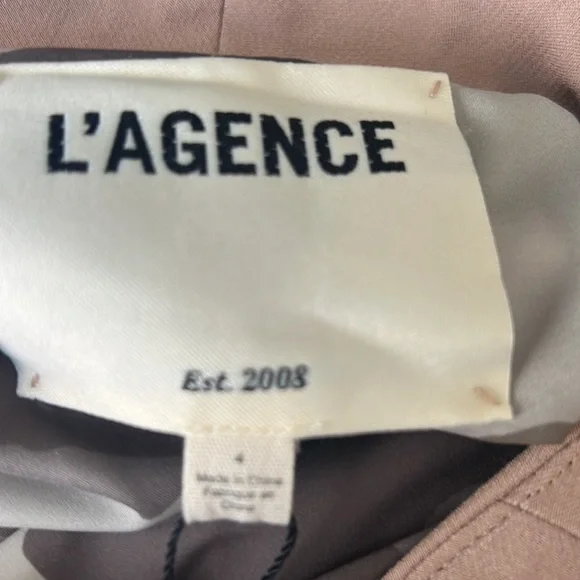 L'AGENCE
Est. 2008
4
Made in China
Fabriqué en
Chine